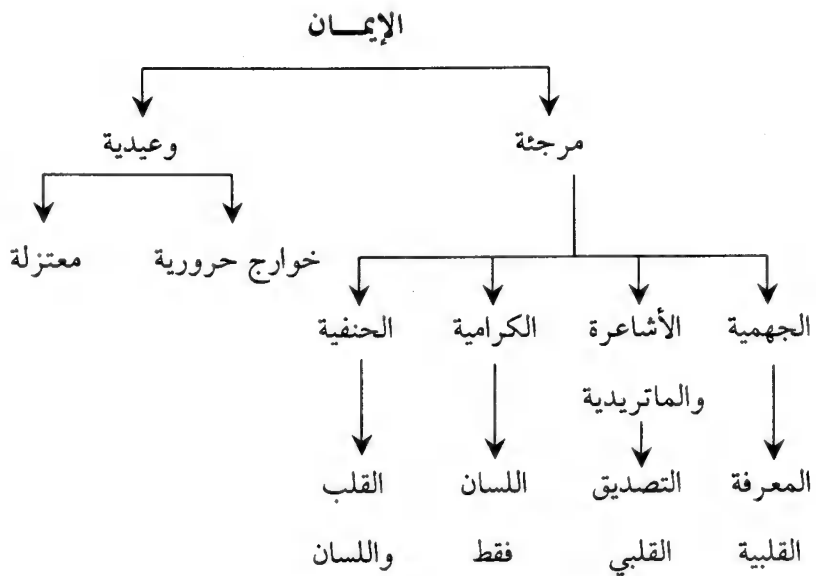 الإيمـــان
مرجئة وعيدية
خوارج حرورية معتزلة
الجهمية الأشاعرة الكرامية الحنفية
والماتريدية
المعرفة التصديق اللسان القلب
القلبية القلبي فقط واللسان